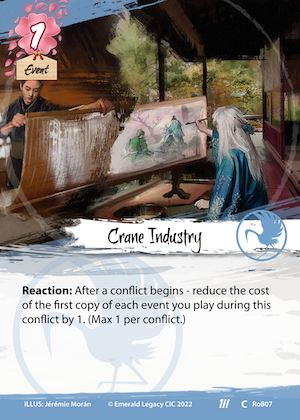 1
Event
Crane Industry
Reaction: After a conflict begins - reduce the cost
of the first copy of each event you play during this
conflict by 1. (Max 1 per conflict.)
ILLUS: Jérémie Morán © Emerald Legacy CIC 2022 C RoB07